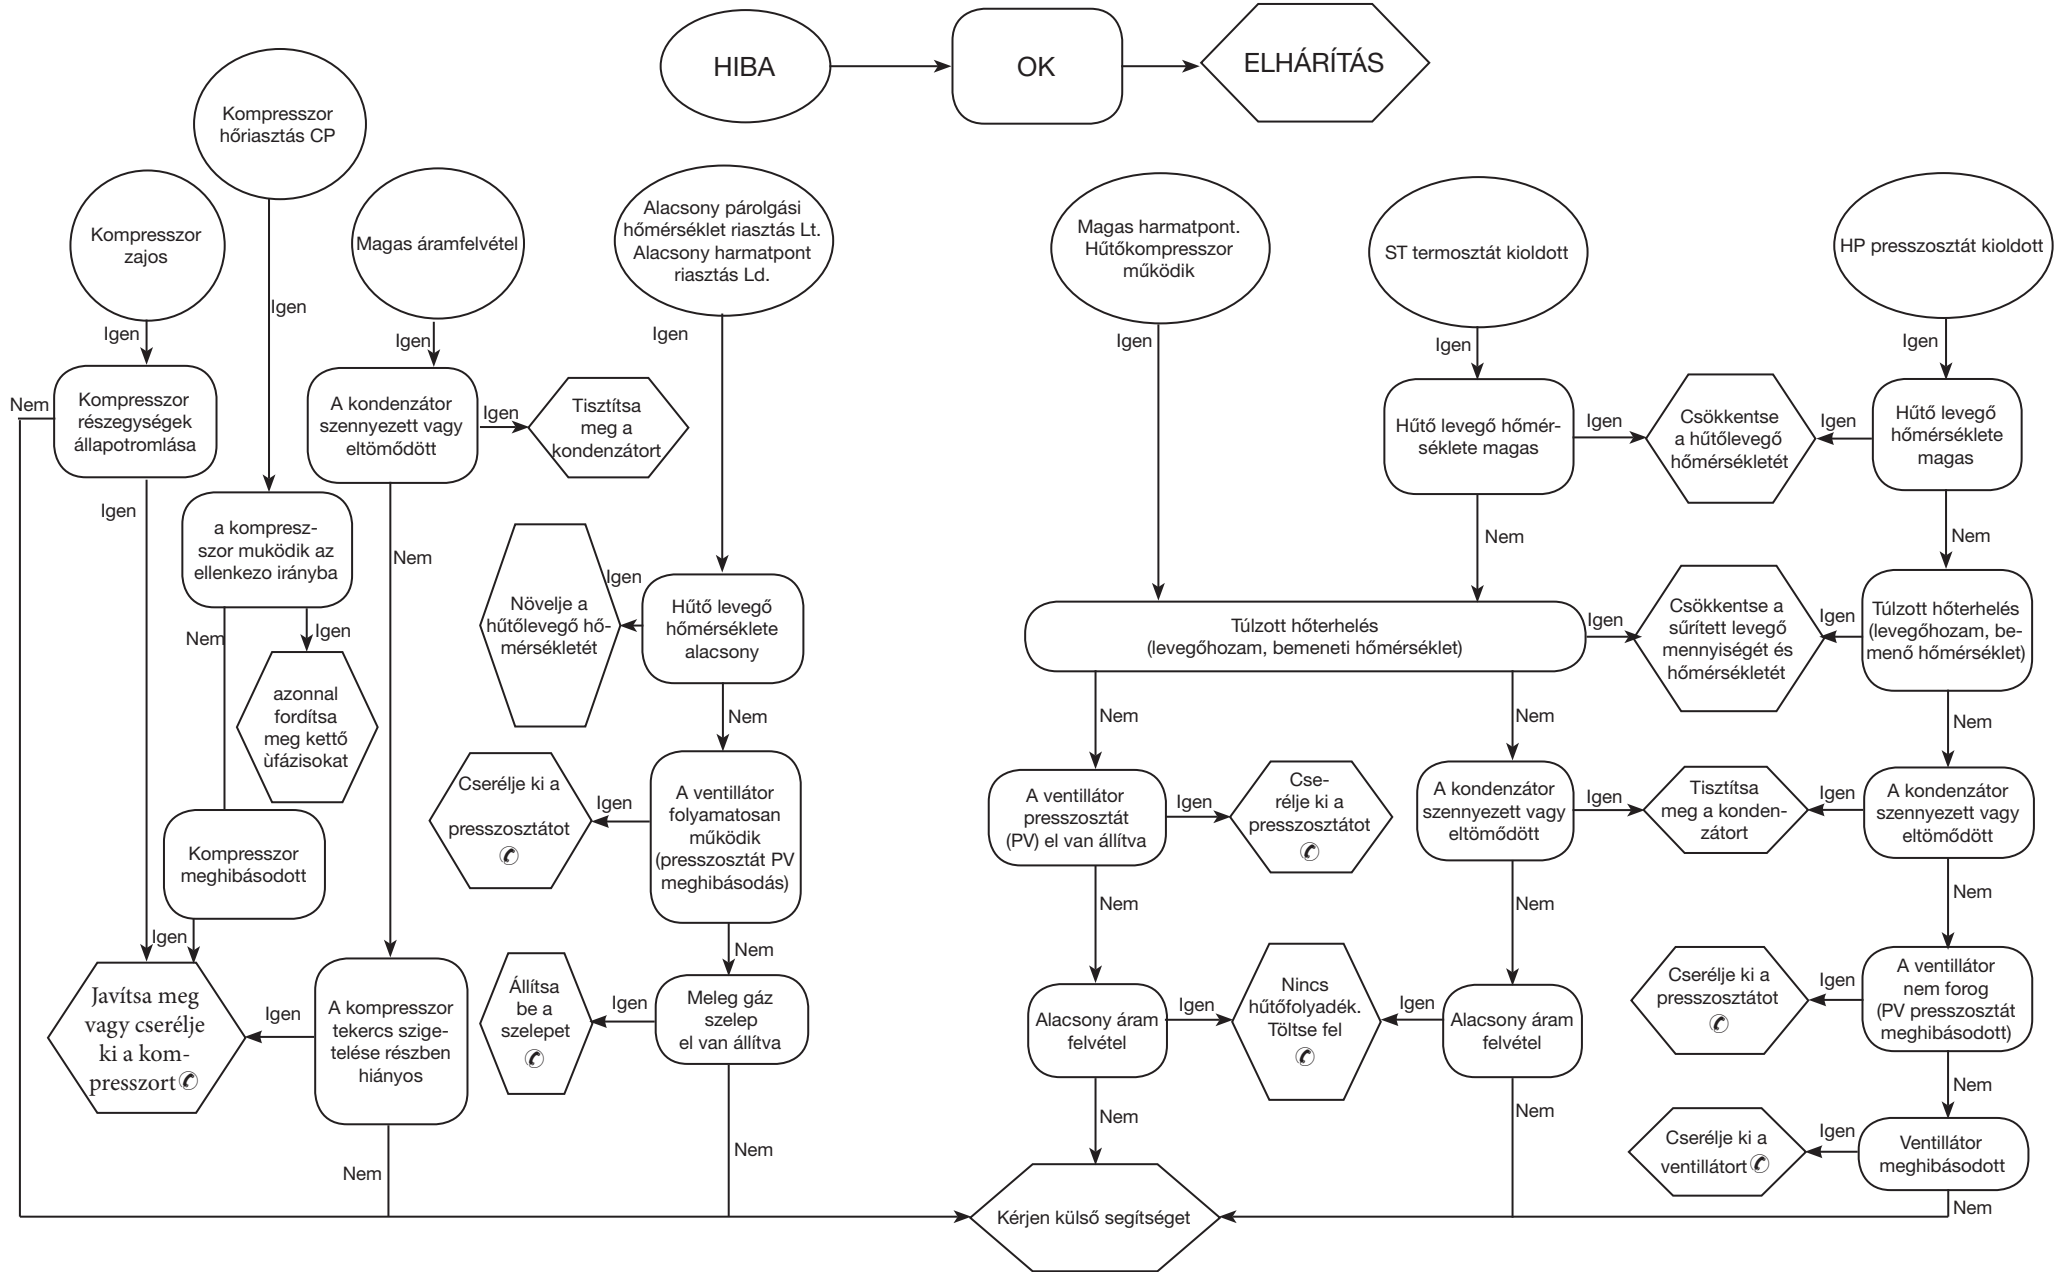 HIBA
OK
ELHÁRÍTÁS
Kompresszor
hőriasztás CP
Kompresszor
zajos
Magas áramfelvétel
Alacsony párolgási
hőmérséklet riasztás Lt.
Alacsony harmatpont
riasztás Ld.
Magas harmatpont.
Hűtőkompresszor
működik
ST termosztát kioldott
HP presszosztát kioldott
Igen
Igen
Igen
Igen
Igen
Igen
Igen
Nem
Kompresszor
részegységek
állapotromlása
Igen
A kondenzátor
szennyezett vagy
eltömődött
Igen
Tisztítsa
meg a
kondenzátort
Hűtő levegő hőmér-
séklete magas
Igen
Csökkentse
a hűtőlevegő
hőmérsékletét
Igen
Hűtő levegő
hőmérséklete
magas
a kompresz-
szor muködik az
ellenkezo irányba
Nem
Nem
Nem
Nem
Igen
azonnal
fordítsa
meg kettő
ùfázisokat
Növelje a
hűtőlevegő hő-
mérsékletét
Igen
Hűtő levegő
hőmérséklete
alacsony
Túlzott hőterhelés
(levegőhozam, bemeneti hőmérséklet)
Igen
Csökkentse a
sűrített levegő
mennyiségét és
hőmérsékletét
Igen
Túlzott hőterhelés
(levegőhozam, be-
menő hőmérséklet)
Nem
Nem
Nem
Nem
Kompresszor
meghibásodott
Igen
Cserélje ki a
presszosztátot
Igen
A ventillátor
folyamatosan
működik
(presszosztát PV
meghibásodás)
A ventillátor
presszosztát
(PV) el van állítva
Igen
Cse-
rélje ki a
presszosztátot
A kondenzátor
szennyezett vagy
eltömődött
Igen
Tisztítsa
meg a konden-
zátort
Igen
A kondenzátor
szennyezett vagy
eltömődött
Nem
Nem
Nem
Nem
Javítsa meg
vagy cserélje
ki a kom-
presszort
Igen
A kompresszor
tekercs szige-
telése részben
hiányos
Állítsa
be a
szelepet
Igen
Meleg gáz
szelep
el van állítva
Alacsony áram
felvétel
Igen
Nincs
hűtőfolyadék.
Töltse fel
Igen
Alacsony áram
felvétel
Cserélje ki a
presszosztátot
Igen
A ventillátor
nem forog
(PV presszosztát
meghibásodott)
Nem
Nem
Nem
Nem
Nem
Cserélje ki a
ventillátort
Igen
Ventillátor
meghibásodott
Nem
Kérjen külső segítséget